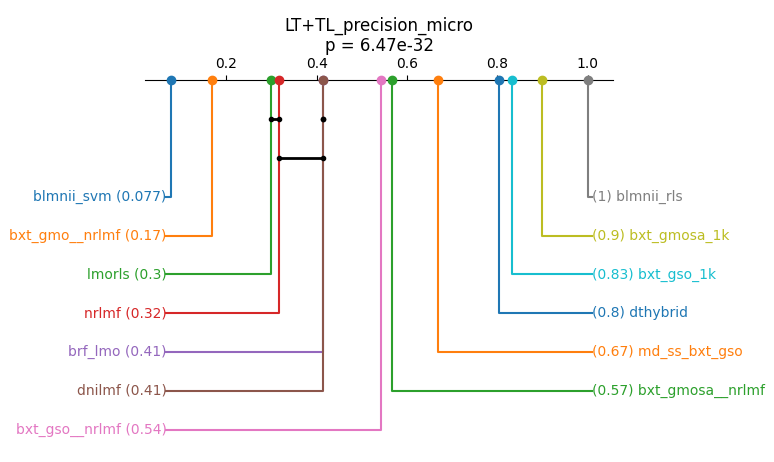 LT+TL_precision_micro
p = 6.47e-32
0.2 0.4 0.6 0.8 1.0
blmnii_svm (0.077) (1) blmnii_rls
bxt_gmo__nrlmf (0.17) (0.9) bxt_gmosa_1k
lmorls (0.3) (0.83) bxt_gso_1k
nrlmf (0.32) (0.8) dthybrid
brf_lmo (0.41) (0.67) md_ss_bxt_gso
dnilmf (0.41) (0.57) bxt_gmosa__nrlmf
bxt_gso__nrlmf (0.54)